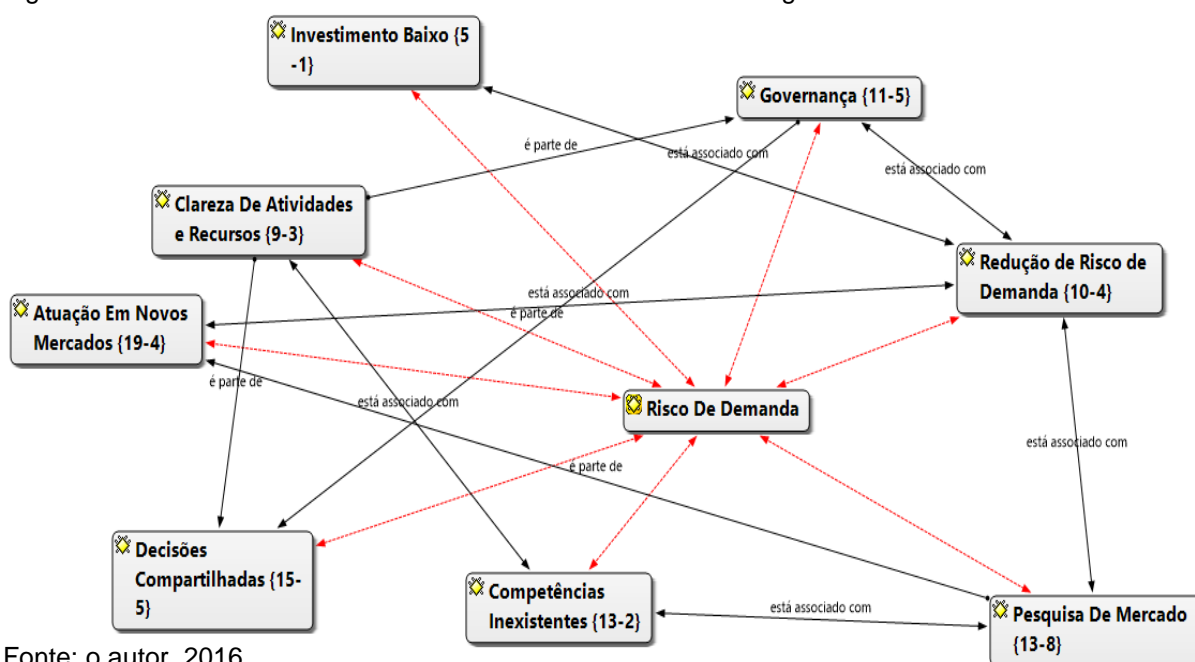 Investimento Baixo {5
-1}
Governança {11-5}
é parte de
está associado com
está associado com
Clareza De Atividades
e Recursos {9-3}
Redução de Risco de
Demanda {10-4}
está associado com
é parte de
Atuação Em Novos
Mercados {19-4}
é parte de
está associado com
Risco De Demanda
está associado com
é parte de
Decisões
Compartilhadas {15-
5}
Competências
Inexistentes {13-2}
está associado com
Pesquisa De Mercado
{13-8}
Fonte: o autor, 2016